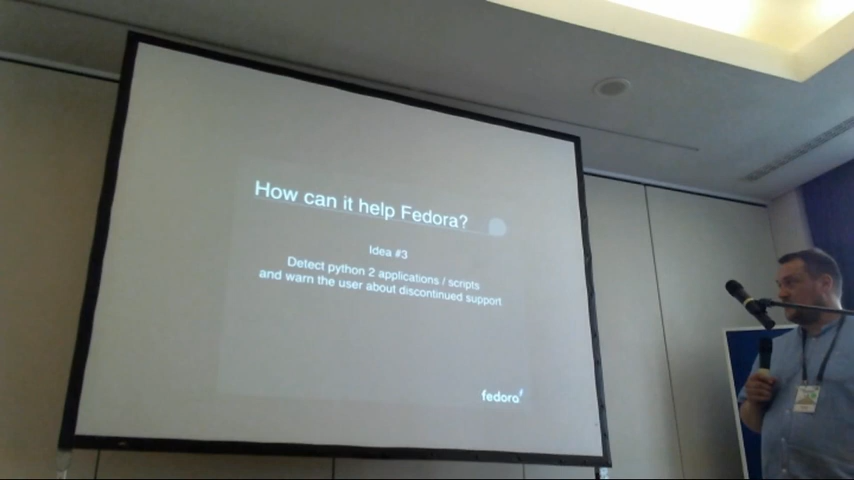 How can it help Fedora?
Idea #3
Detect python 2 applications / scripts
and warn the user about discontinued support
fedora